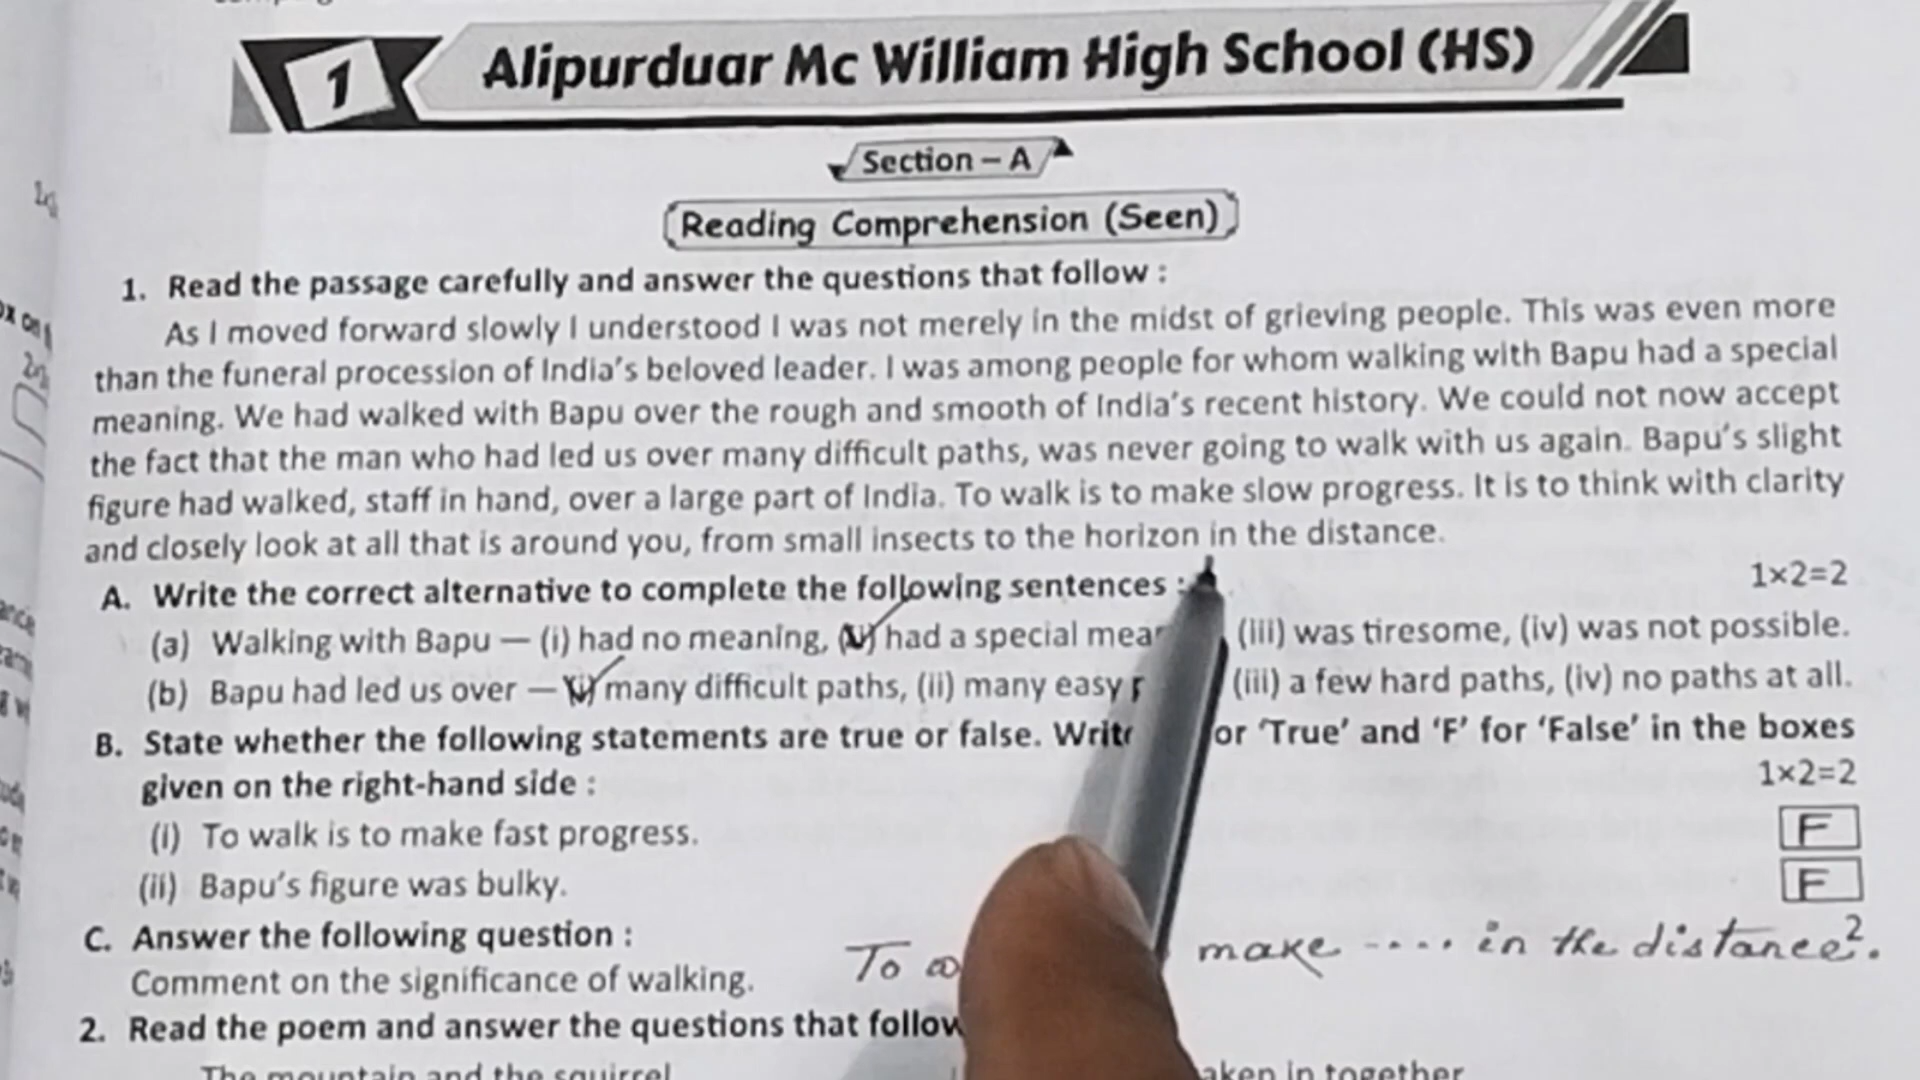 1 Alipurduar Mc William High School (HS)
Section – A
Reading Comprehension (Seen)
1. Read the passage carefully and answer the questions that follow :
As I moved forward slowly I understood I was not merely in the midst of grieving people. This was even more
than the funeral procession of India's beloved leader. I was among people for whom walking with Bapu had a special
meaning. We had walked with Bapu over the rough and smooth of India's recent history. We could not now accept
the fact that the man who had led us over many difficult paths, was never going to walk with us again. Bapu's slight
figure had walked, staff in hand, over a large part of India. To walk is to make slow progress. It is to think with clarity
and closely look at all that is around you, from small insects to the horizon in the distance.
A. Write the correct alternative to complete the following sentences : 1×2=2
(a) Walking with Bapu — (i) had no meaning, (ii) had a special (iii) was tiresome, (iv) was not possible.
(b) Bapu had led us over — (i) many difficult paths, (ii) many easy (iii) a few hard paths, (iv) no paths at all.
B. State whether the following statements are true or false. Write or 'True' and 'F' for 'False' in the boxes
given on the right-hand side : 1×2=2
(i) To walk is to make fast progress. F
(ii) Bapu's figure was bulky. F
C. Answer the following question : 2
To make ---- in the distance.
Comment on the significance of walking.
2. Read the poem and answer the questions that follow
The mountain and the squirrel taken in together